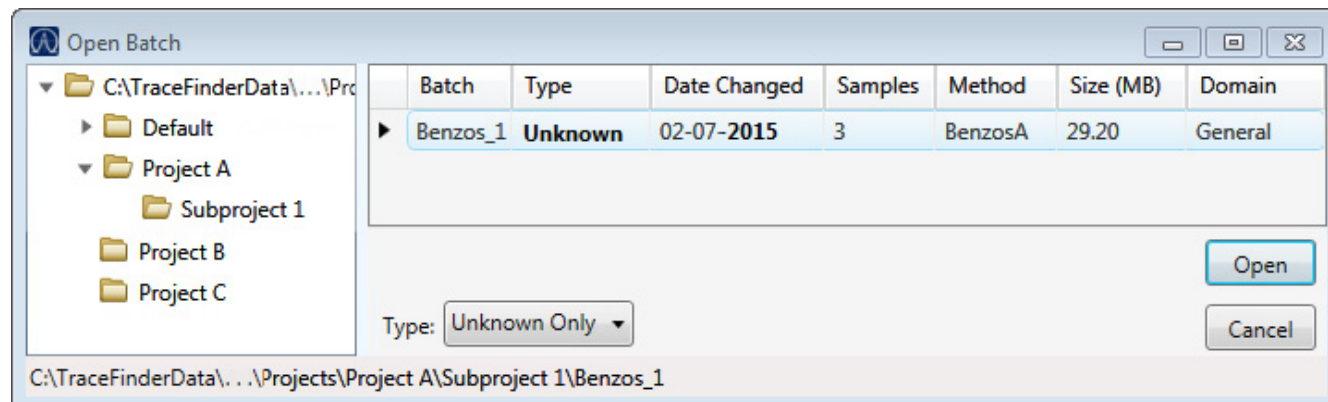 Open Batch
C:\TraceFinderData\...\Prc
Default
Project A
Subproject 1
Project B
Project C
Batch Type Date Changed Samples Method Size (MB) Domain
Benzos_1 Unknown 02-07-2015 3 BenzosA 29.20 General
Open
Type: Unknown Only
Cancel
C:\TraceFinderData\. . .\Projects\Project A\Subproject 1\Benzos_1